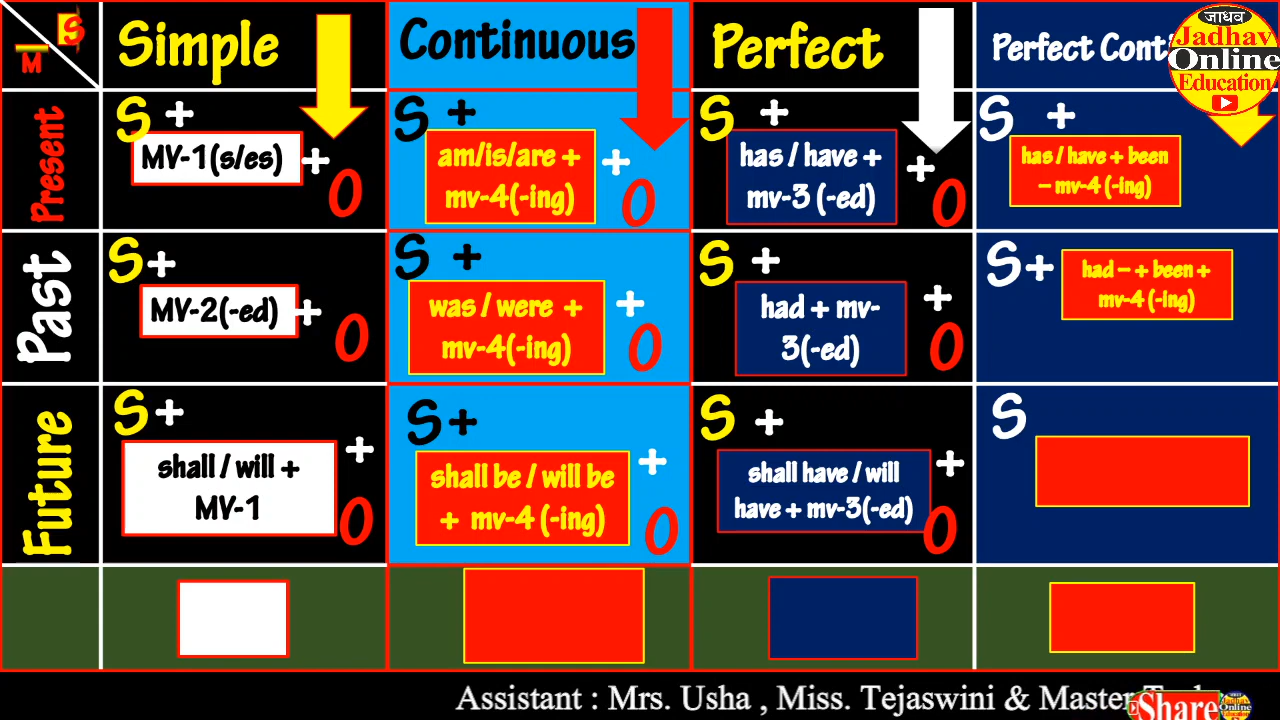 S
M
Simple
Continuous
Perfect
Perfect Cont
जाधव
Jadhav
Online
Education
Present
S +
MV-1(s/es) +
O
S +
am/is/are +
mv-4(-ing)
+
O
S +
has / have +
mv-3 (-ed)
+
O
S +
has / have + been
– mv-4 (-ing)
Past
S +
MV-2(-ed) +
O
S +
was / were +
mv-4(-ing)
+
O
S +
had + mv-
3(-ed)
+
O
S +
had – + been +
mv-4 (-ing)
Future
S +
shall / will +
MV-1
+
O
S +
shall be / will be
+ mv-4 (-ing)
+
O
S +
shall have / will
have + mv-3(-ed)
+
O
S
Assistant : Mrs. Usha , Miss. Tejaswini & Master
Share
Jadhav
Online